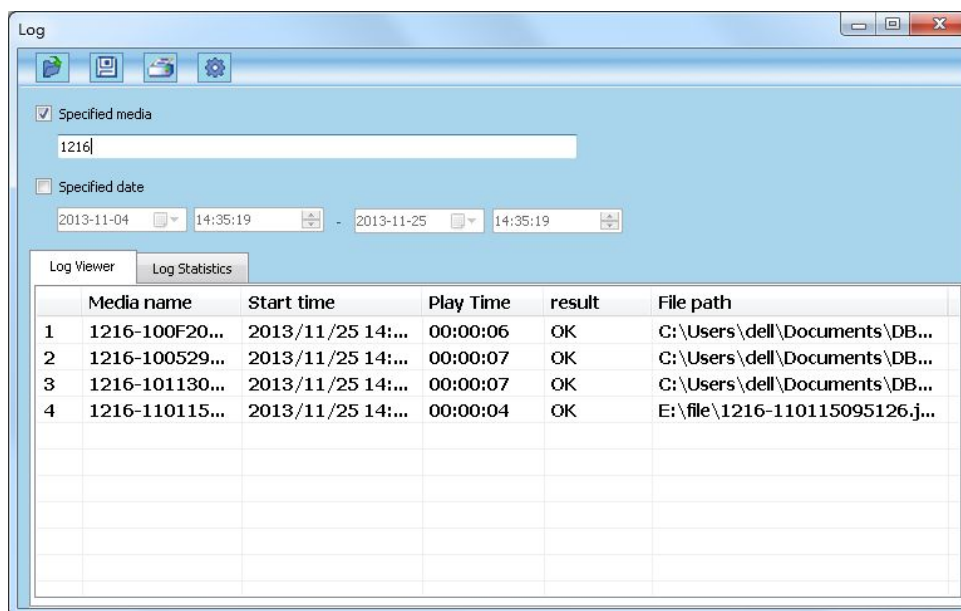 Log
Specified media
1216
Specified date
2013-11-04 14:35:19 - 2013-11-25 14:35:19
Log Viewer Log Statistics
Media name Start time Play Time result File path
1 1216-100F20... 2013/11/25 14:... 00:00:06 OK C:\Users\dell\Documents\DB...
2 1216-100529... 2013/11/25 14:... 00:00:07 OK C:\Users\dell\Documents\DB...
3 1216-101130... 2013/11/25 14:... 00:00:07 OK C:\Users\dell\Documents\DB...
4 1216-110115... 2013/11/25 14:... 00:00:04 OK E:\file\1216-110115095126.j...